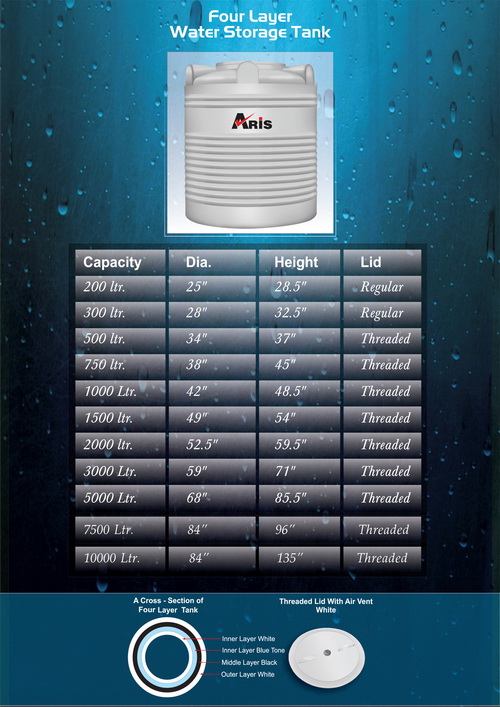 Four Layer
Water Storage Tank
ARIS
Capacity Dia. Height Lid
200 ltr. 25" 28.5" Regular
300 ltr. 28" 32.5" Regular
500 ltr. 34" 37" Threaded
750 ltr. 38" 45" Threaded
1000 Ltr. 42" 48.5" Threaded
1500 ltr. 49" 54" Threaded
2000 ltr. 52.5" 59.5" Threaded
3000 Ltr. 59" 71" Threaded
5000 Ltr. 68" 85.5" Threaded
7500 Ltr. 84" 96" Threaded
10000 Ltr. 84" 135" Threaded
A Cross - Section of
Four Layer Tank
Threaded Lid With Air Vent
White
Inner Layer White
Inner Layer Blue Tone
Middle Layer Black
Outer Layer White